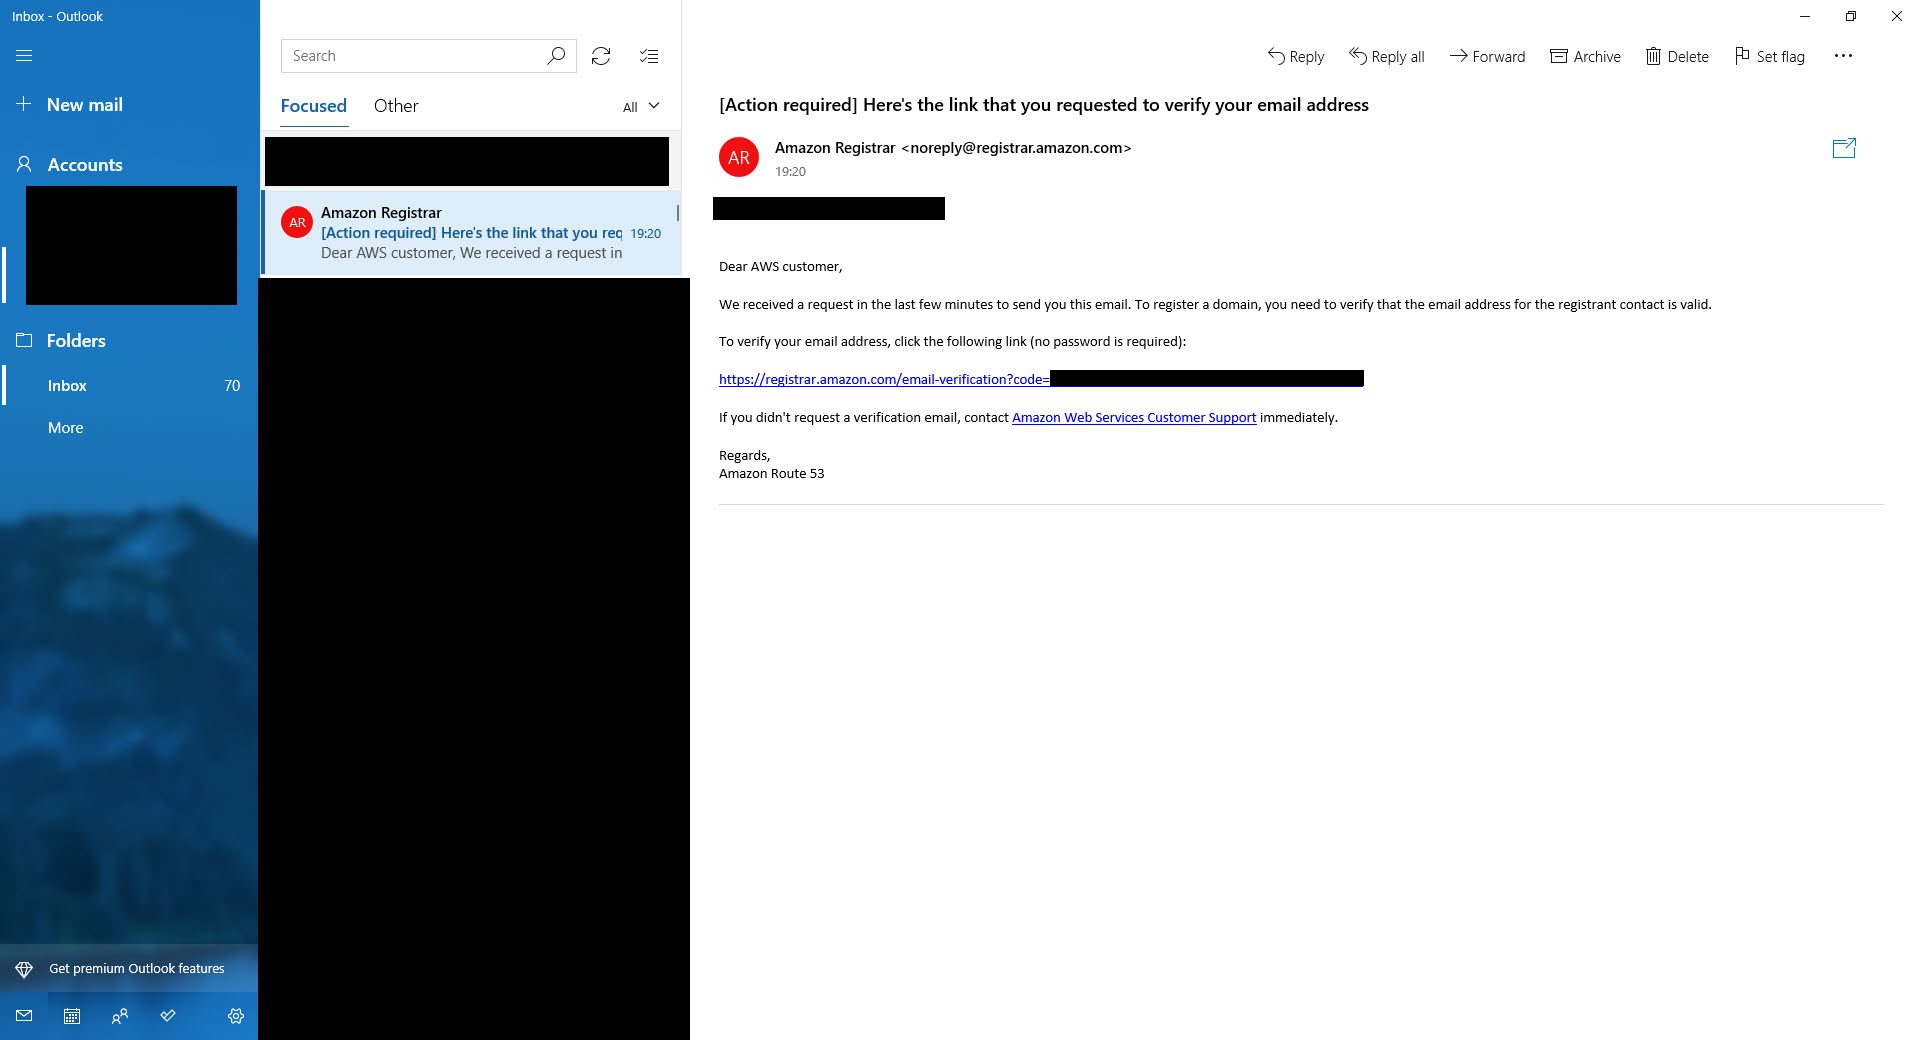 Inbox - Outlook
New mail
Accounts
Folders
Inbox 70
More
Get premium Outlook features
Search
Focused Other All
AR
Amazon Registrar
[Action required] Here's the link that you req 19:20
Dear AWS customer, We received a request in
Reply Reply all Forward Archive Delete Set flag
[Action required] Here's the link that you requested to verify your email address
AR
Amazon Registrar <noreply@registrar.amazon.com>
19:20
Dear AWS customer,
We received a request in the last few minutes to send you this email. To register a domain, you need to verify that the email address for the registrant contact is valid.
To verify your email address, click the following link (no password is required):
https://registrar.amazon.com/email-verification?code=
If you didn't request a verification email, contact Amazon Web Services Customer Support immediately.
Regards,
Amazon Route 53